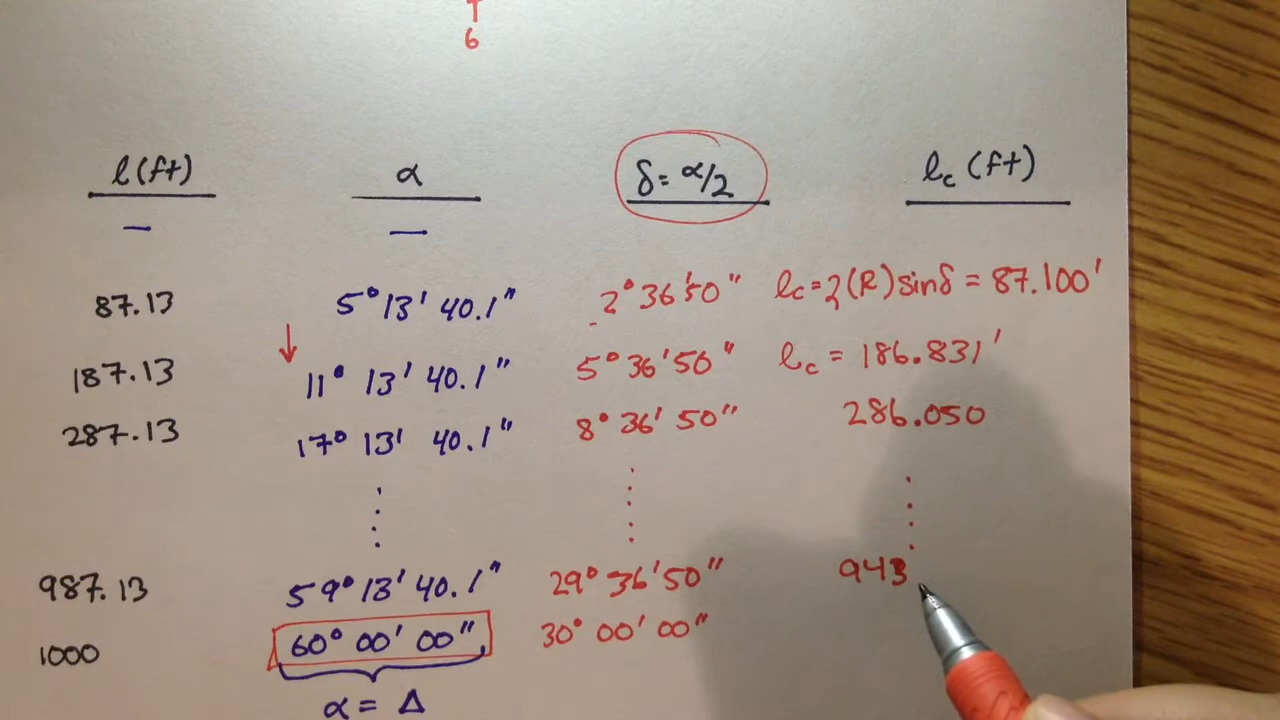 6
l (ft) α δ = α/2 lc (ft)
— —
87.13 5° 13' 40.1" 2° 36' 50" lc = 2(R) sin δ = 87.100'
187.13 11° 13' 40.1" 5° 36' 50" lc = 186.831'
287.13 17° 13' 40.1" 8° 36' 50" 286.050
987.13 59° 13' 40.1" 29° 36' 50" 943
1000 60° 00' 00" 30° 00' 00"
α = Δ